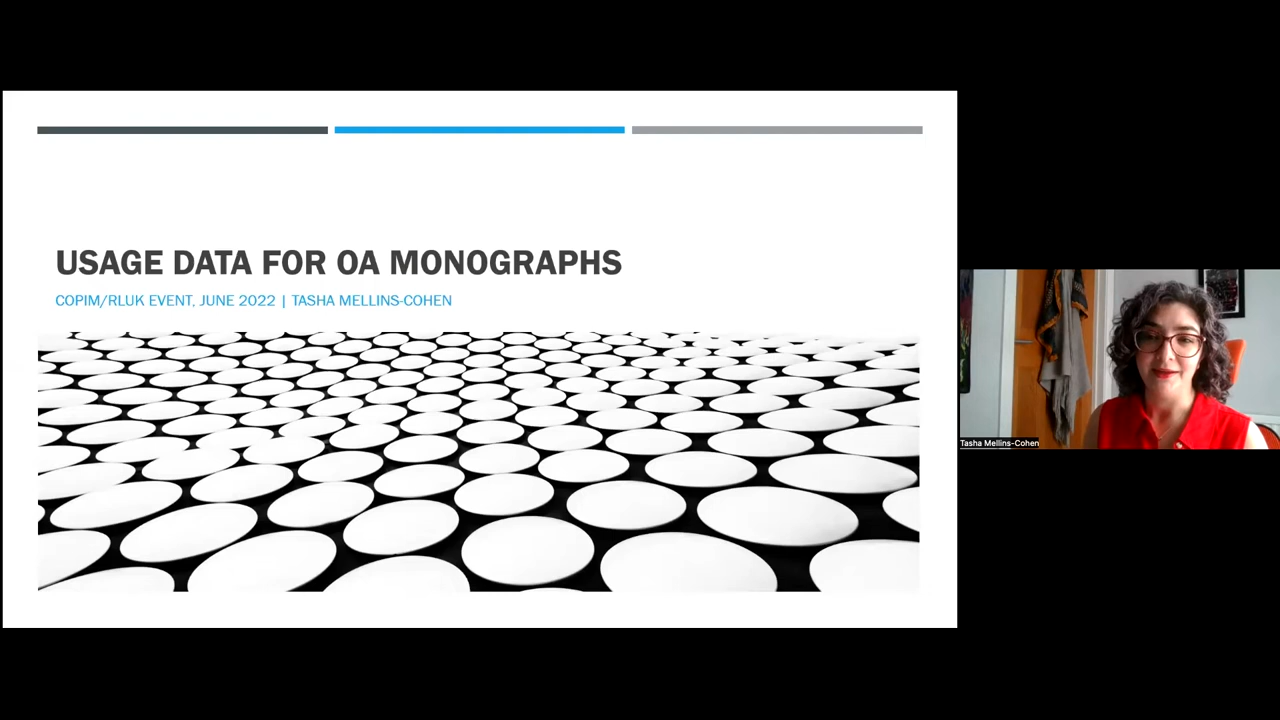 USAGE DATA FOR OA MONOGRAPHS
COPIM/RLUK EVENT, JUNE 2022 | TASHA MELLINS-COHEN
Tasha Mellins-Cohen